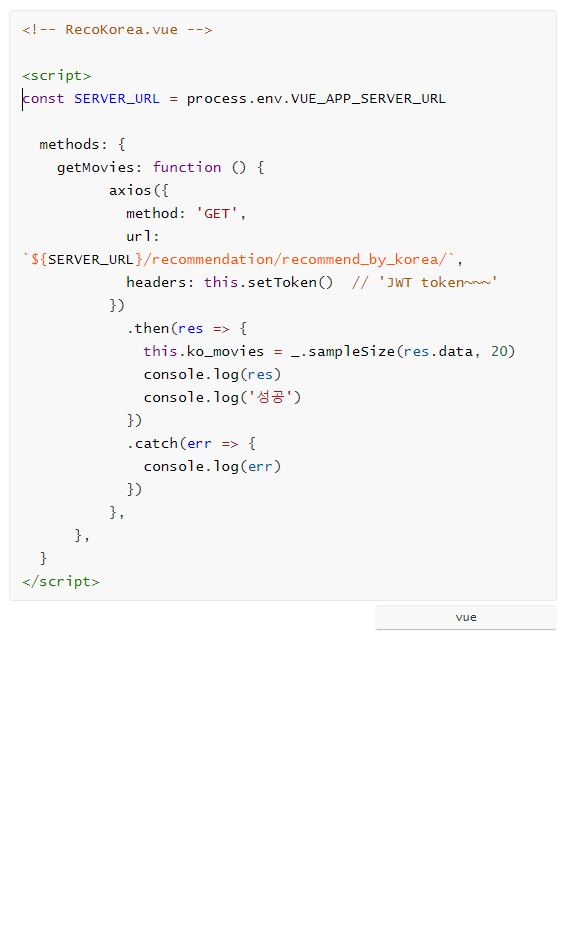 <!-- RecoKorea.vue -->
<script>
const SERVER_URL = process.env.VUE_APP_SERVER_URL
methods: {
getMovies: function () {
axios({
method: 'GET',
url:
`${SERVER_URL}/recommendation/recommend_by_korea/`,
headers: this.setToken()  // 'JWT token~~~'
})
.then(res => {
this.ko_movies = _.sampleSize(res.data, 20)
console.log(res)
console.log('성공')
})
.catch(err => {
console.log(err)
})
},
},
}
</script>
vue